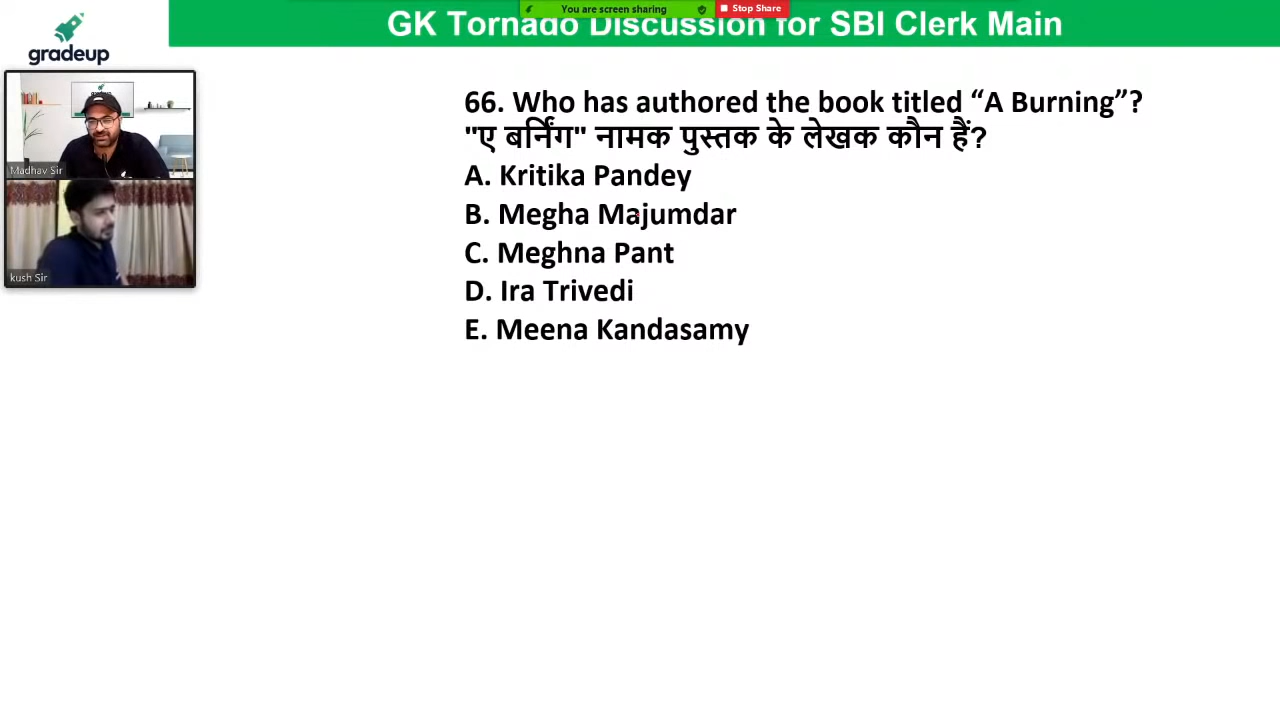 GK Tornado Discussion for SBI Clerk Main
You are screen sharing
Stop Share
gradeup
Madhav Sir
kush Sir
66. Who has authored the book titled “A Burning”?
"ए बर्निंग" नामक पुस्तक के लेखक कौन हैं?
A. Kritika Pandey
B. Megha Majumdar
C. Meghna Pant
D. Ira Trivedi
E. Meena Kandasamy